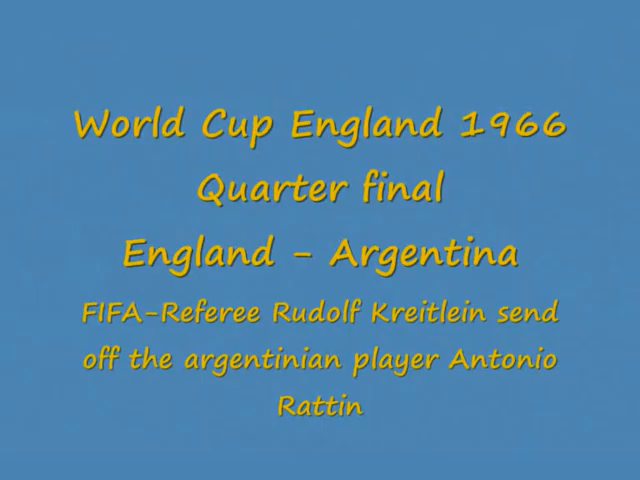 World Cup England 1966
Quarter final
England - Argentina
FIFA-Referee Rudolf Kreitlein send
off the argentinian player Antonio
Rattin